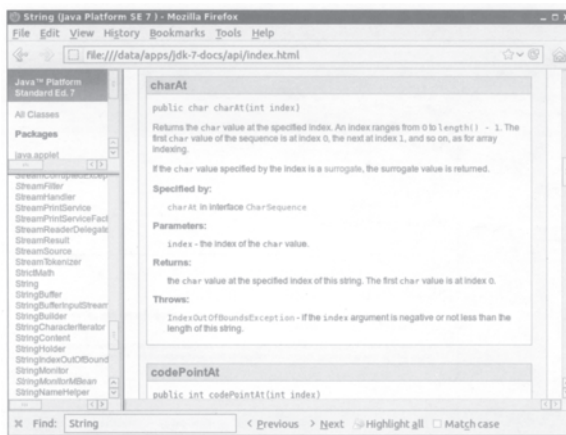 String (Java Platform SE 7 ) - Mozilla Firefox
File Edit View History Bookmarks Tools Help
file:///data/apps/jdk-7-docs/api/index.html
Java™ Platform
Standard Ed. 7
All Classes
Packages
java.applet
StreamFilter
StreamHandler
StreamPrintService
StreamPrintServiceFact
StreamReaderDelegate
StreamResult
StreamSource
StreamTokenizer
StrictMath
String
StringBuffer
StringBufferInputStream
StringBuilder
StringCharacterIterator
StringContent
StringHolder
StringIndexOutOfBound
StringMonitor
StringMonitorMBean
StringNameHelper
charAt
public char charAt(int index)
Returns the char value at the specified index. An index ranges from 0 to length() - 1. The
first char value of the sequence is at index 0, the next at index 1, and so on, as for array
indexing.
If the char value specified by the index is a surrogate, the surrogate value is returned.
Specified by:
charAt in interface CharSequence
Parameters:
index - the index of the char value.
Returns:
the char value at the specified index of this string. The first char value is at index 0.
Throws:
IndexOutOfBoundsException - if the index argument is negative or not less than the
length of this string.
codePointAt
public int codePointAt(int index)
Find: String Previous Next Highlight all Match case